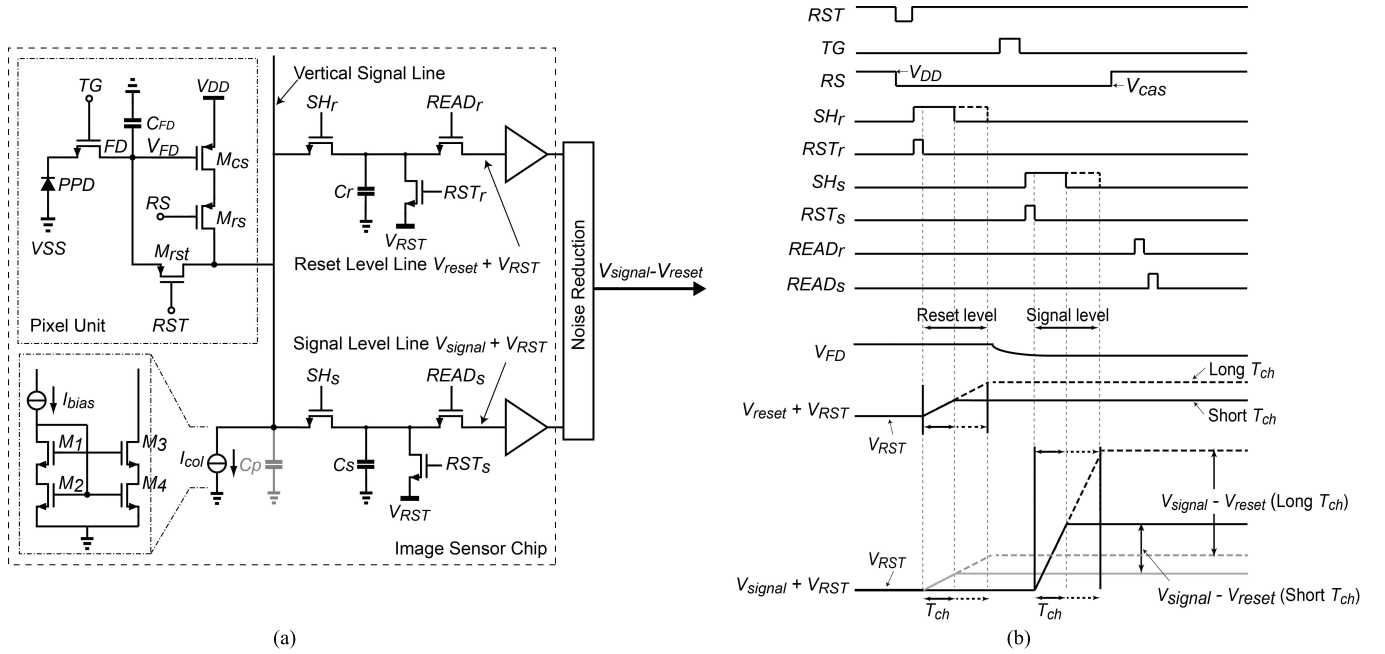 TG
VDD
CFD
FD
VFD
Mcs
PPD
RS
Mrs
VSS
Mrst
RST
Pixel Unit
Vertical Signal Line
SHr
READr
Cr
RSTr
VRST
Reset Level Line Vreset + VRST
Signal Level Line Vsignal + VRST
SHs
READs
Cs
RSTs
VRST
Noise Reduction
Vsignal-Vreset
Ibias
M1
M3
M2
M4
Icol
Cp
Image Sensor Chip
(a)
RST
TG
RS
VDD
Vcas
SHr
RSTr
SHs
RSTs
READr
READs
Reset level
Signal level
VFD
Long Tch
Vreset + VRST
Short Tch
VRST
Vsignal - Vreset (Long Tch)
VRST
Vsignal + VRST
Vsignal - Vreset (Short Tch)
Tch
Tch
(b)